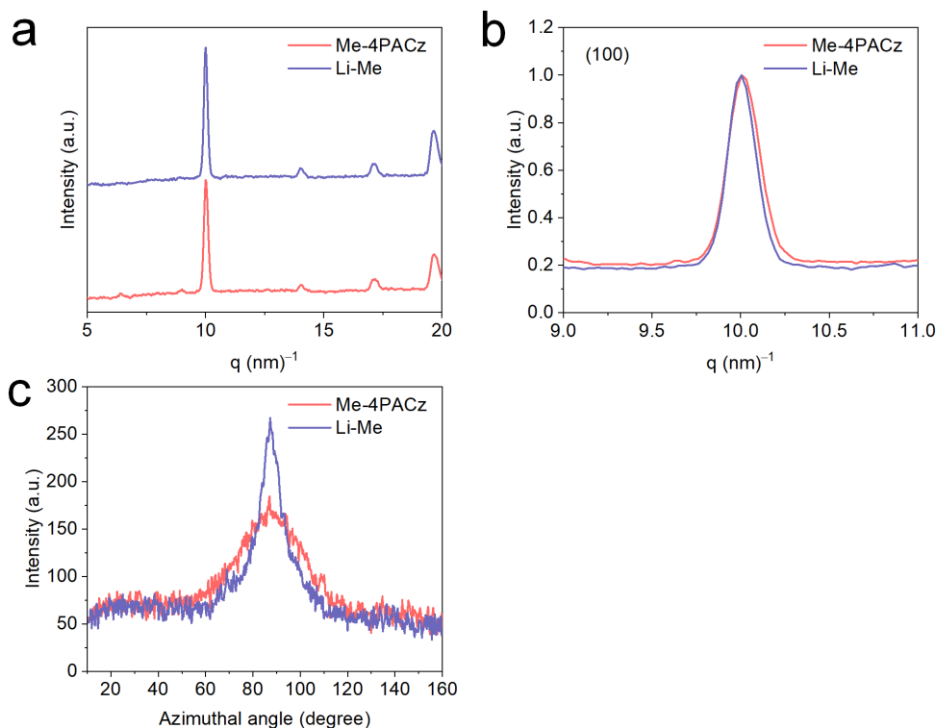 a
Me-4PACz
Li-Me
Intensity (a.u.)
5
10
15
20
q (nm)⁻¹
b
(100)
Me-4PACz
Li-Me
1.2
1.0
0.8
0.6
0.4
0.2
0.0
Intensity (a.u.)
9.0
9.5
10.0
10.5
11.0
q (nm)⁻¹
c
Me-4PACz
Li-Me
300
250
200
150
100
50
0
Intensity (a.u.)
20
40
60
80
100
120
140
160
Azimuthal angle (degree)